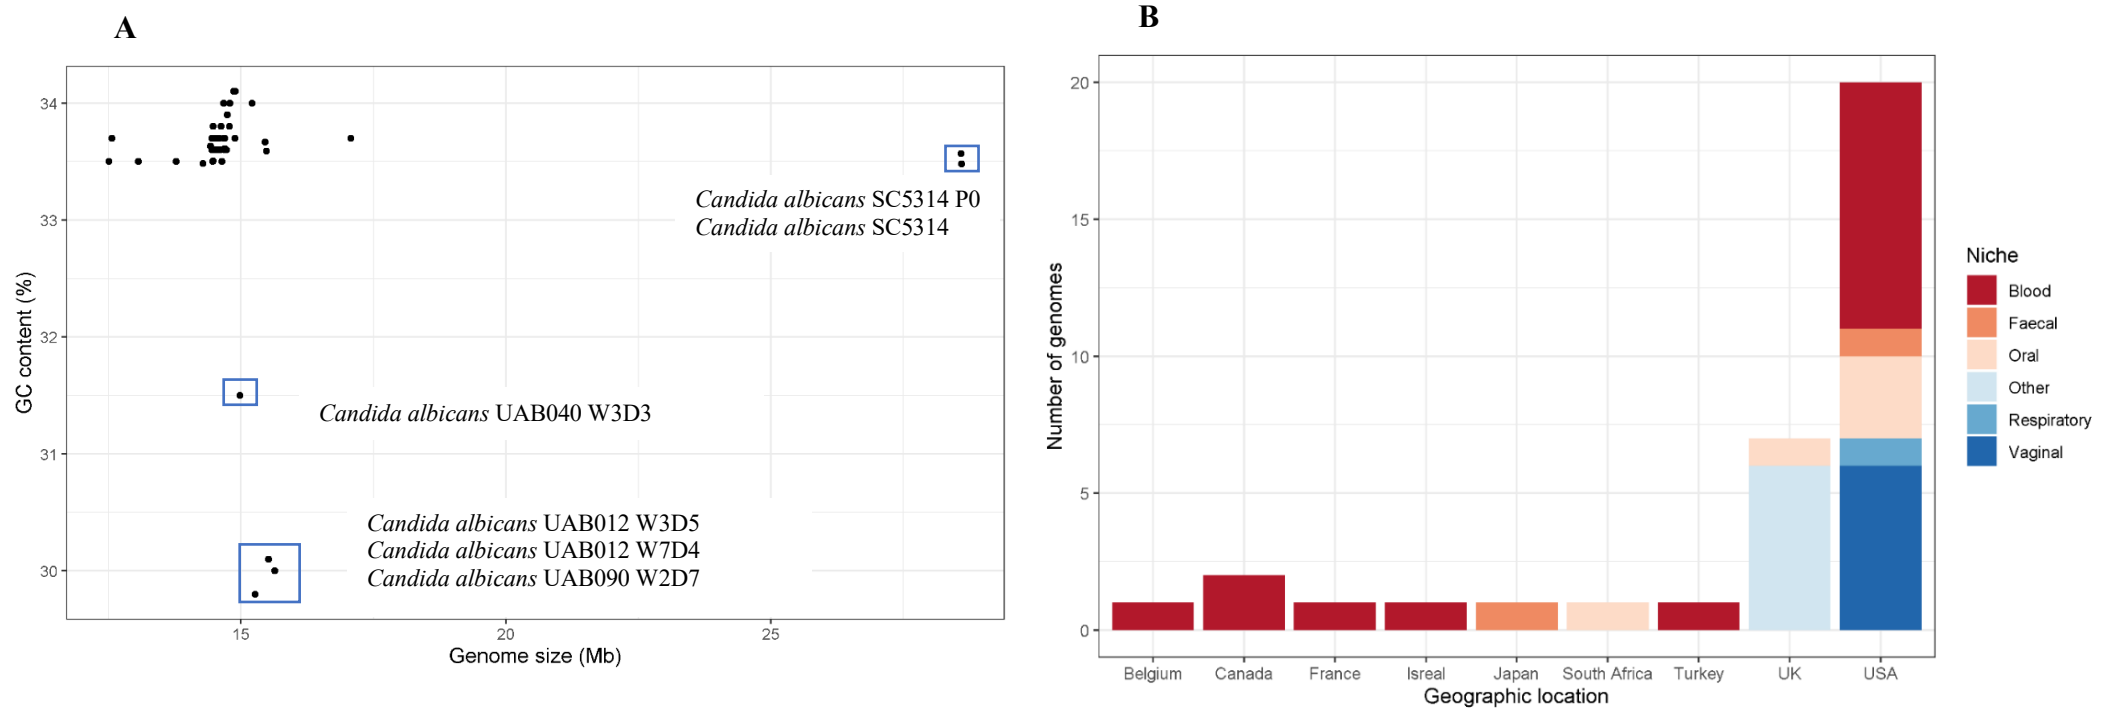 A
34
33
32
31
30
GC content (%)
Candida albicans SC5314 P0
Candida albicans SC5314
Candida albicans UAB040 W3D3
Candida albicans UAB012 W3D5
Candida albicans UAB012 W7D4
Candida albicans UAB090 W2D7
15 20 25
Genome size (Mb)
B
20
15
10
5
0
Number of genomes
Belgium Canada France Isreal Japan South Africa Turkey UK USA
Geographic location
Niche
Blood
Faecal
Oral
Other
Respiratory
Vaginal